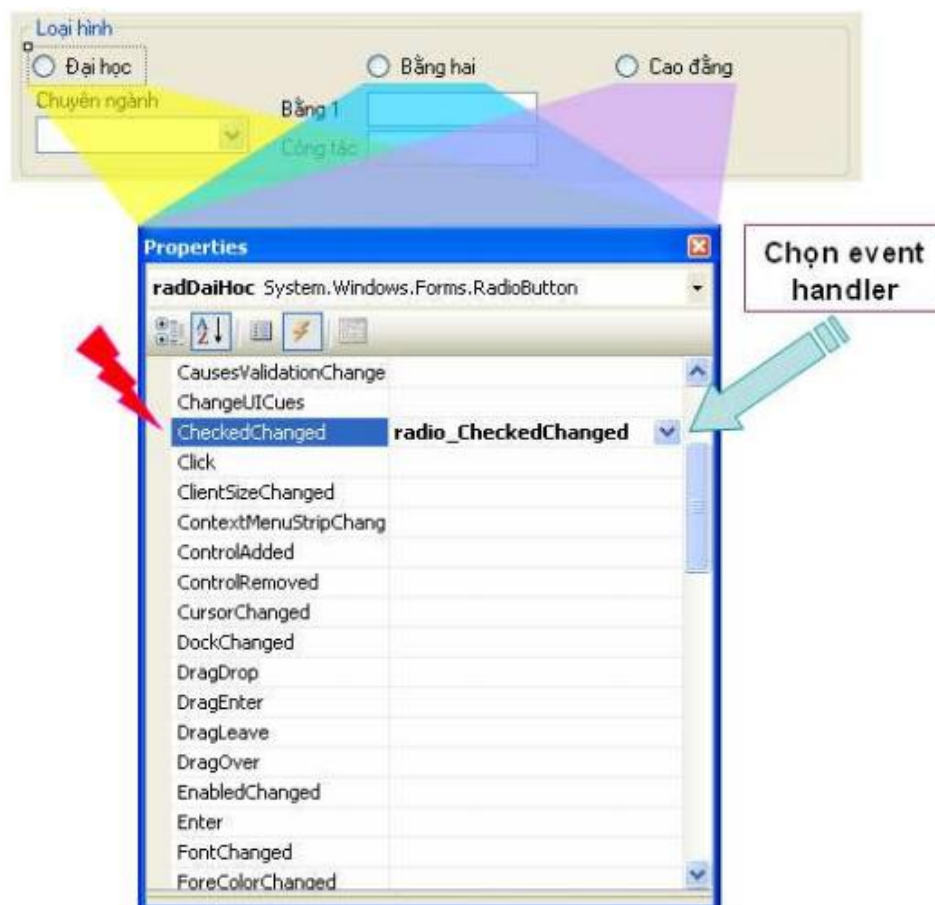 Loại hình
Đại học
Bằng hai
Cao đẳng
Chuyên ngành
Bằng 1
Công tác
Properties
radDaiHoc System.Windows.Forms.RadioButton
Chọn event
handler
CausesValidationChange
ChangeUICues
CheckedChanged radio_CheckedChanged
Click
ClientSizeChanged
ContextMenuStripChang
ControlAdded
ControlRemoved
CursorChanged
DockChanged
DragDrop
DragEnter
DragLeave
DragOver
EnabledChanged
Enter
FontChanged
ForeColorChanged